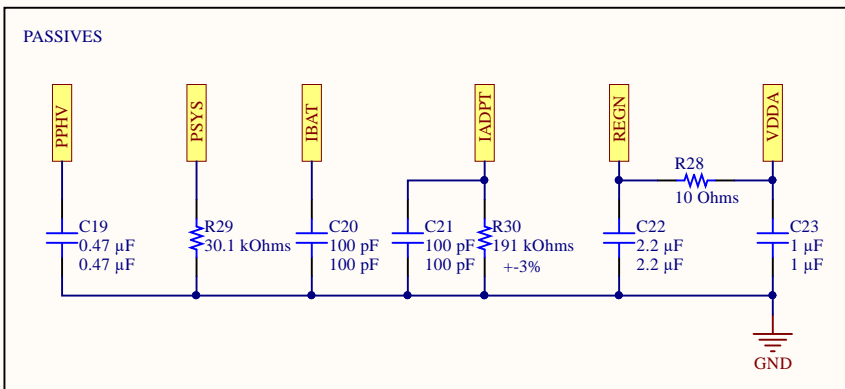 PASSIVES
PPHV
PSYS
IBAT
IADPT
REGN
VDDA
R28
10 Ohms
C19
0.47 µF
0.47 µF
R29
30.1 kOhms
C20
100 pF
100 pF
C21
100 pF
100 pF
R30
191 kOhms
+-3%
C22
2.2 µF
2.2 µF
C23
1 µF
1 µF
GND